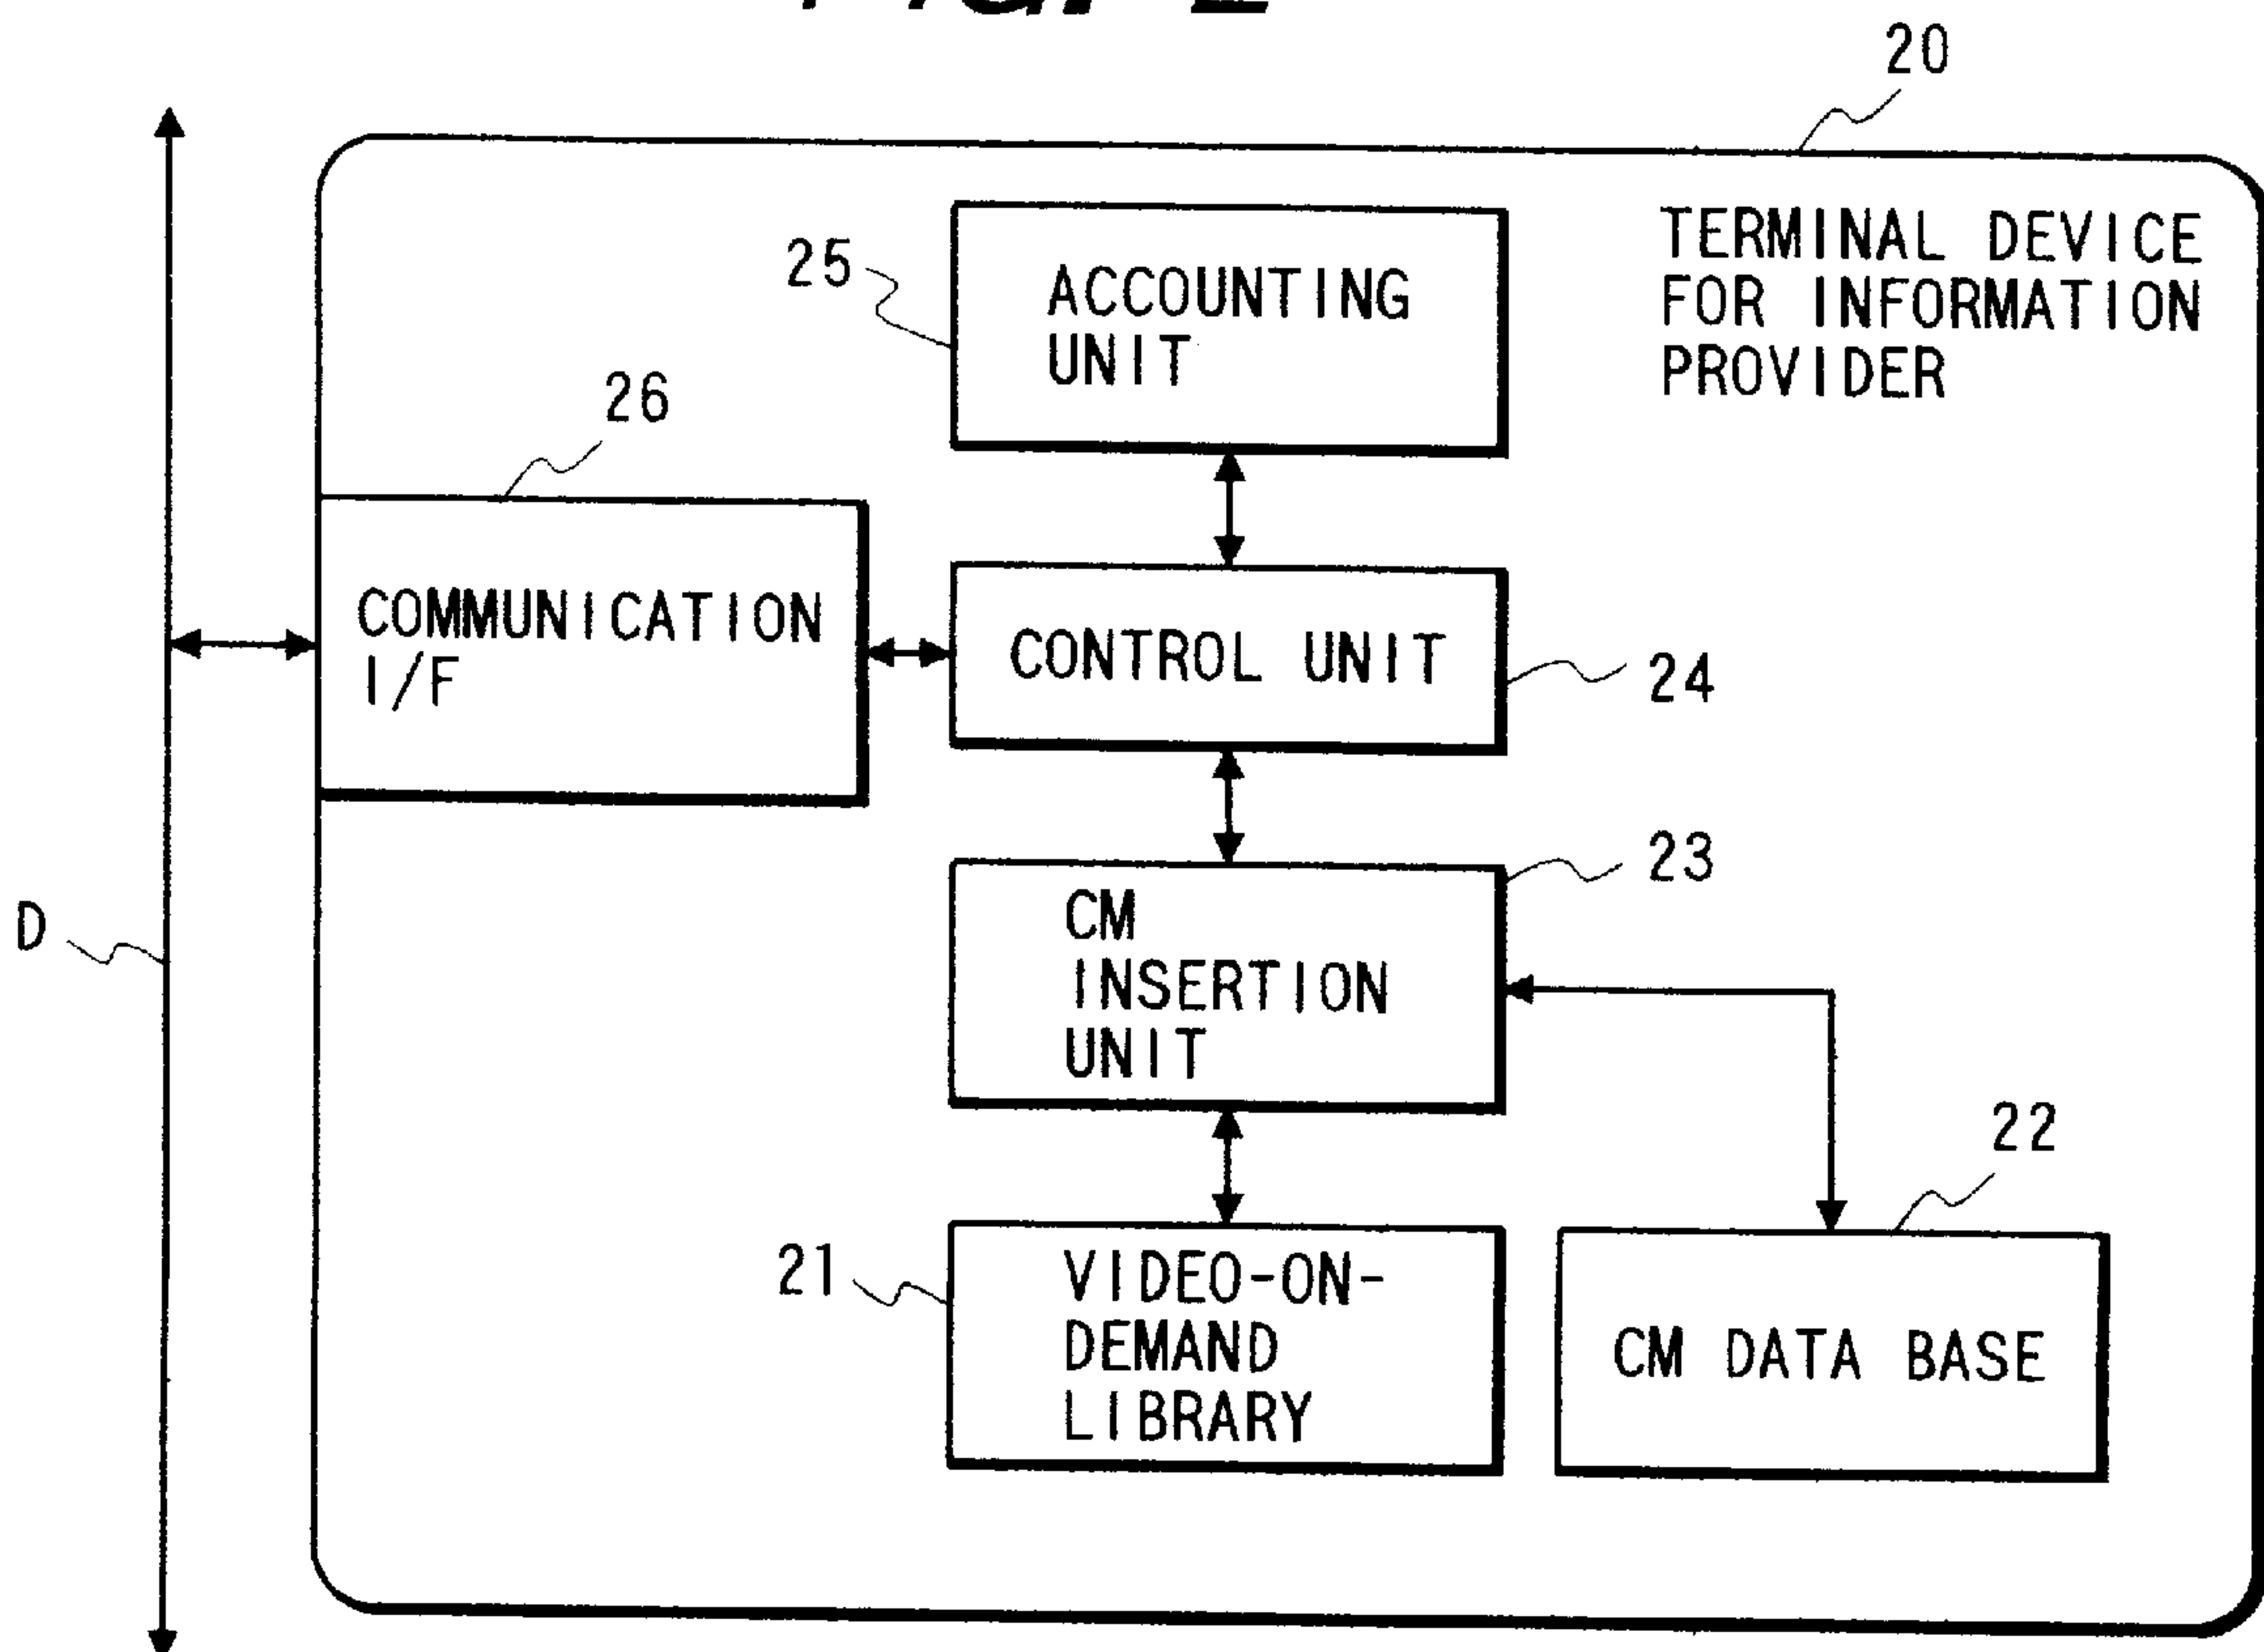 20
TERMINAL DEVICE
FOR INFORMATION
PROVIDER
25
ACCOUNTING
UNIT
26
COMMUNICATION
I/F
CONTROL UNIT
24
23
CM
INSERTION
UNIT
D
22
21
VIDEO-ON-
DEMAND
LIBRARY
CM DATA BASE